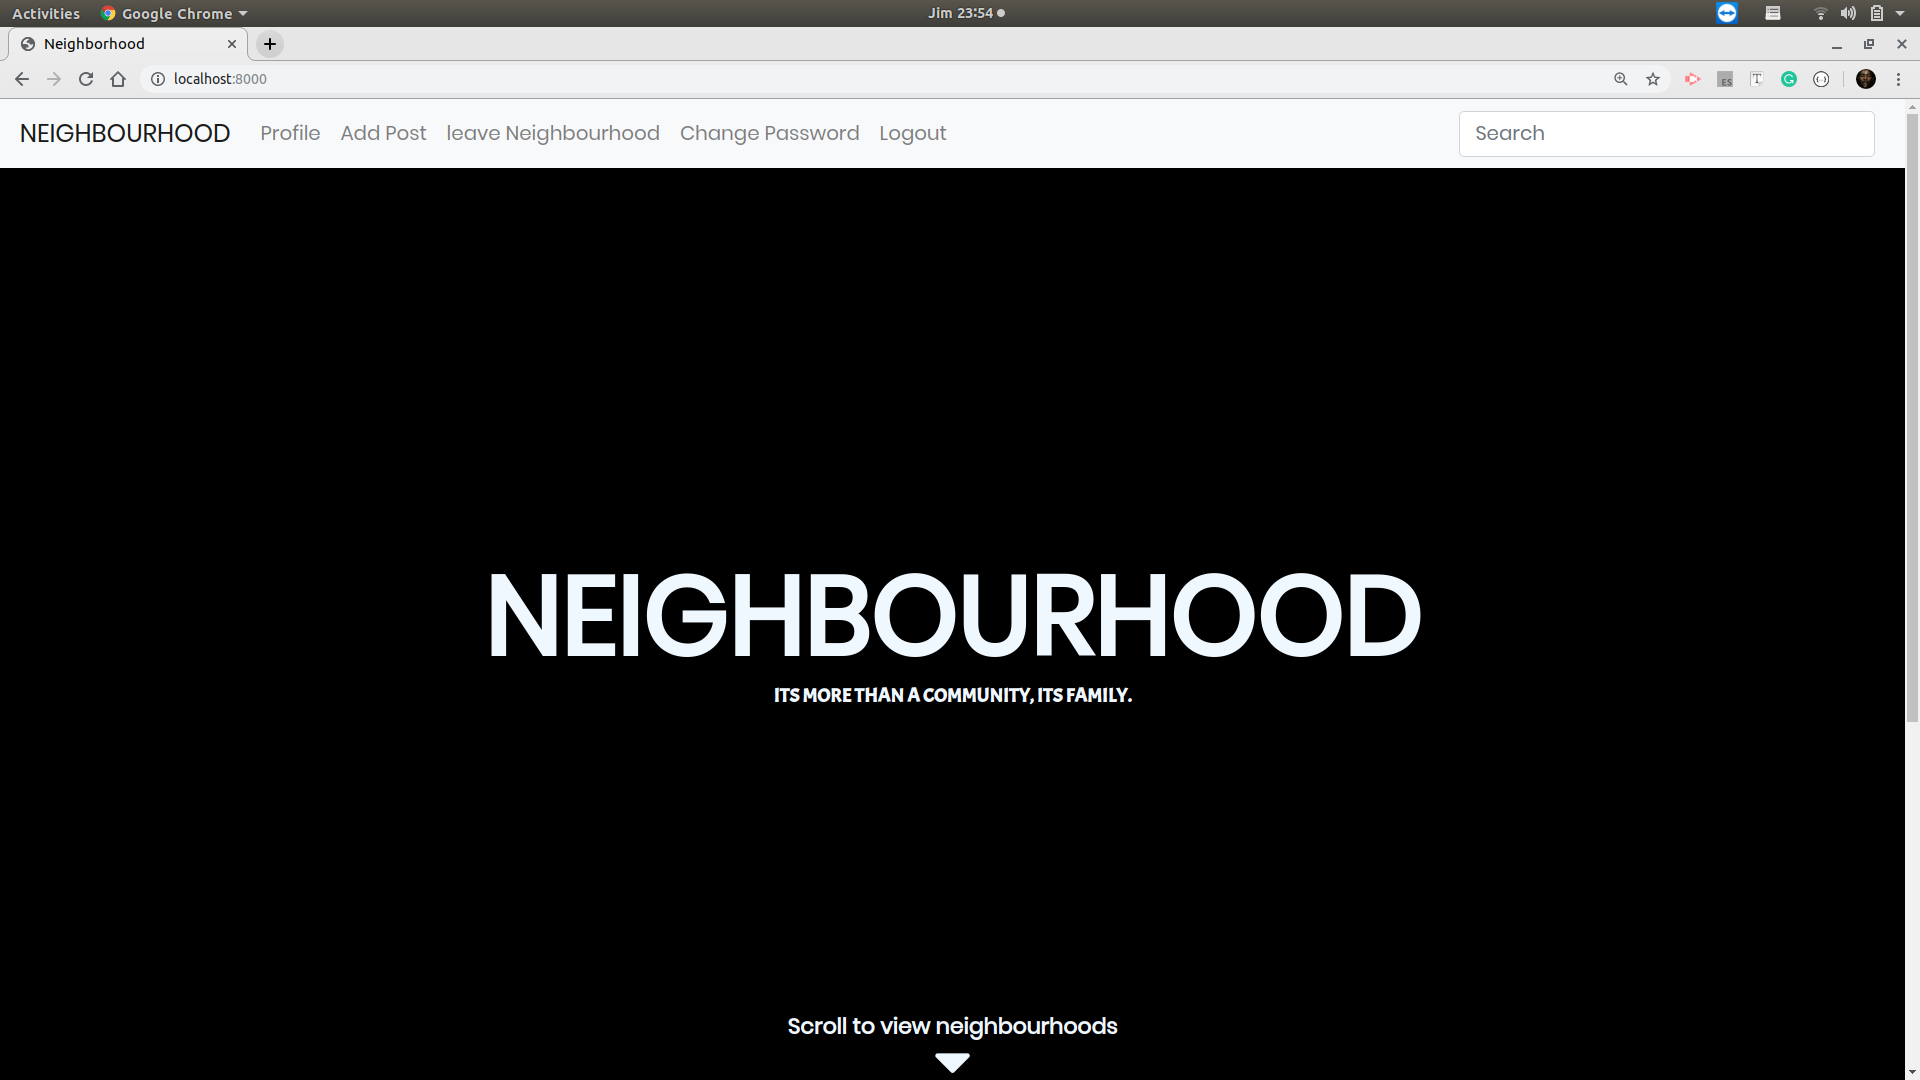 Activities Google Chrome Jim 23:54
Neighborhood
localhost:8000
ES T G
NEIGHBOURHOOD Profile Add Post leave Neighbourhood Change Password Logout Search
NEIGHBOURHOOD
ITS MORE THAN A COMMUNITY, ITS FAMILY.
Scroll to view neighbourhoods